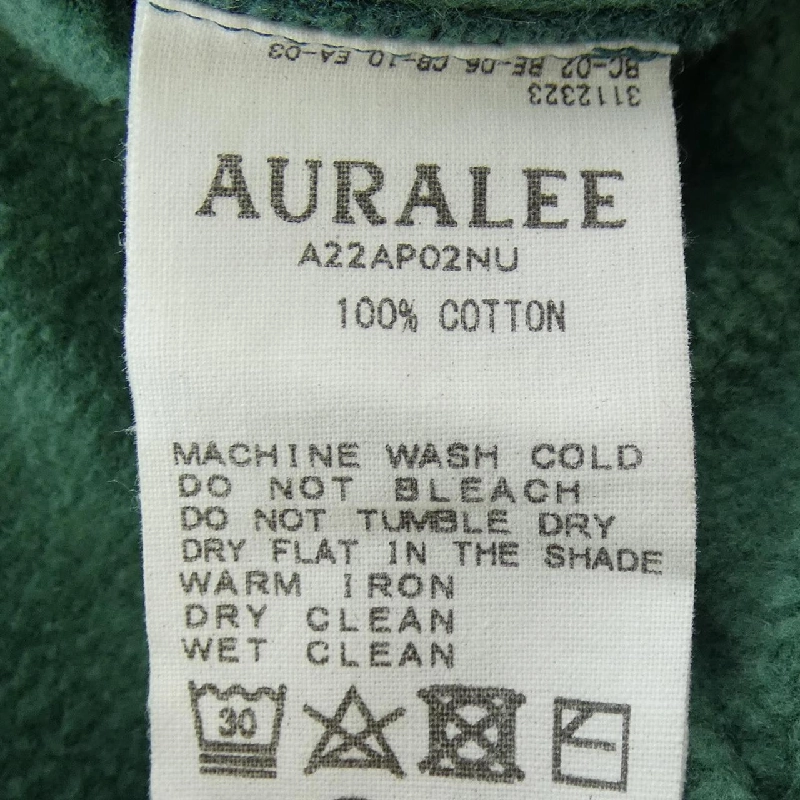 BC-02 BE-06 CB-10 EA-03
3112323
AURALEE
A22AP02NU
100% COTTON
MACHINE WASH COLD
DO NOT BLEACH
DO NOT TUMBLE DRY
DRY FLAT IN THE SHADE
WARM IRON
DRY CLEAN
WET CLEAN
30